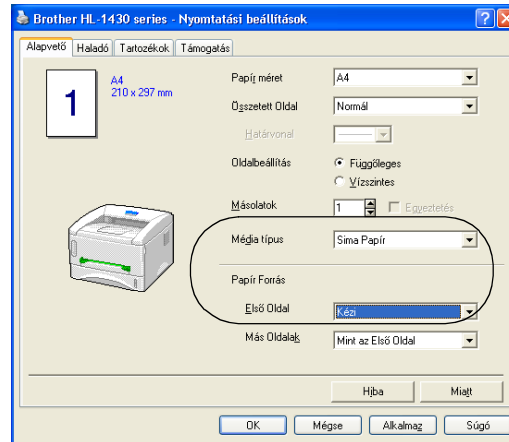 Brother HL-1430 series - Nyomtatási beállítások
Alapvető Haladó Tartozékok Támogatás
1
A4
210 x 297 mm
Papír méret A4
Összetett Oldal Normál
Határvonal
Oldalbeállítás Függőleges
Vízszintes
Másolatok 1 Egyeztetés
Média típus Sima Papír
Papír Forrás
Első Oldal Kézi
Más Oldalak Mint az Első Oldal
Hiba Miatt
OK Mégse Alkalmaz Súgó